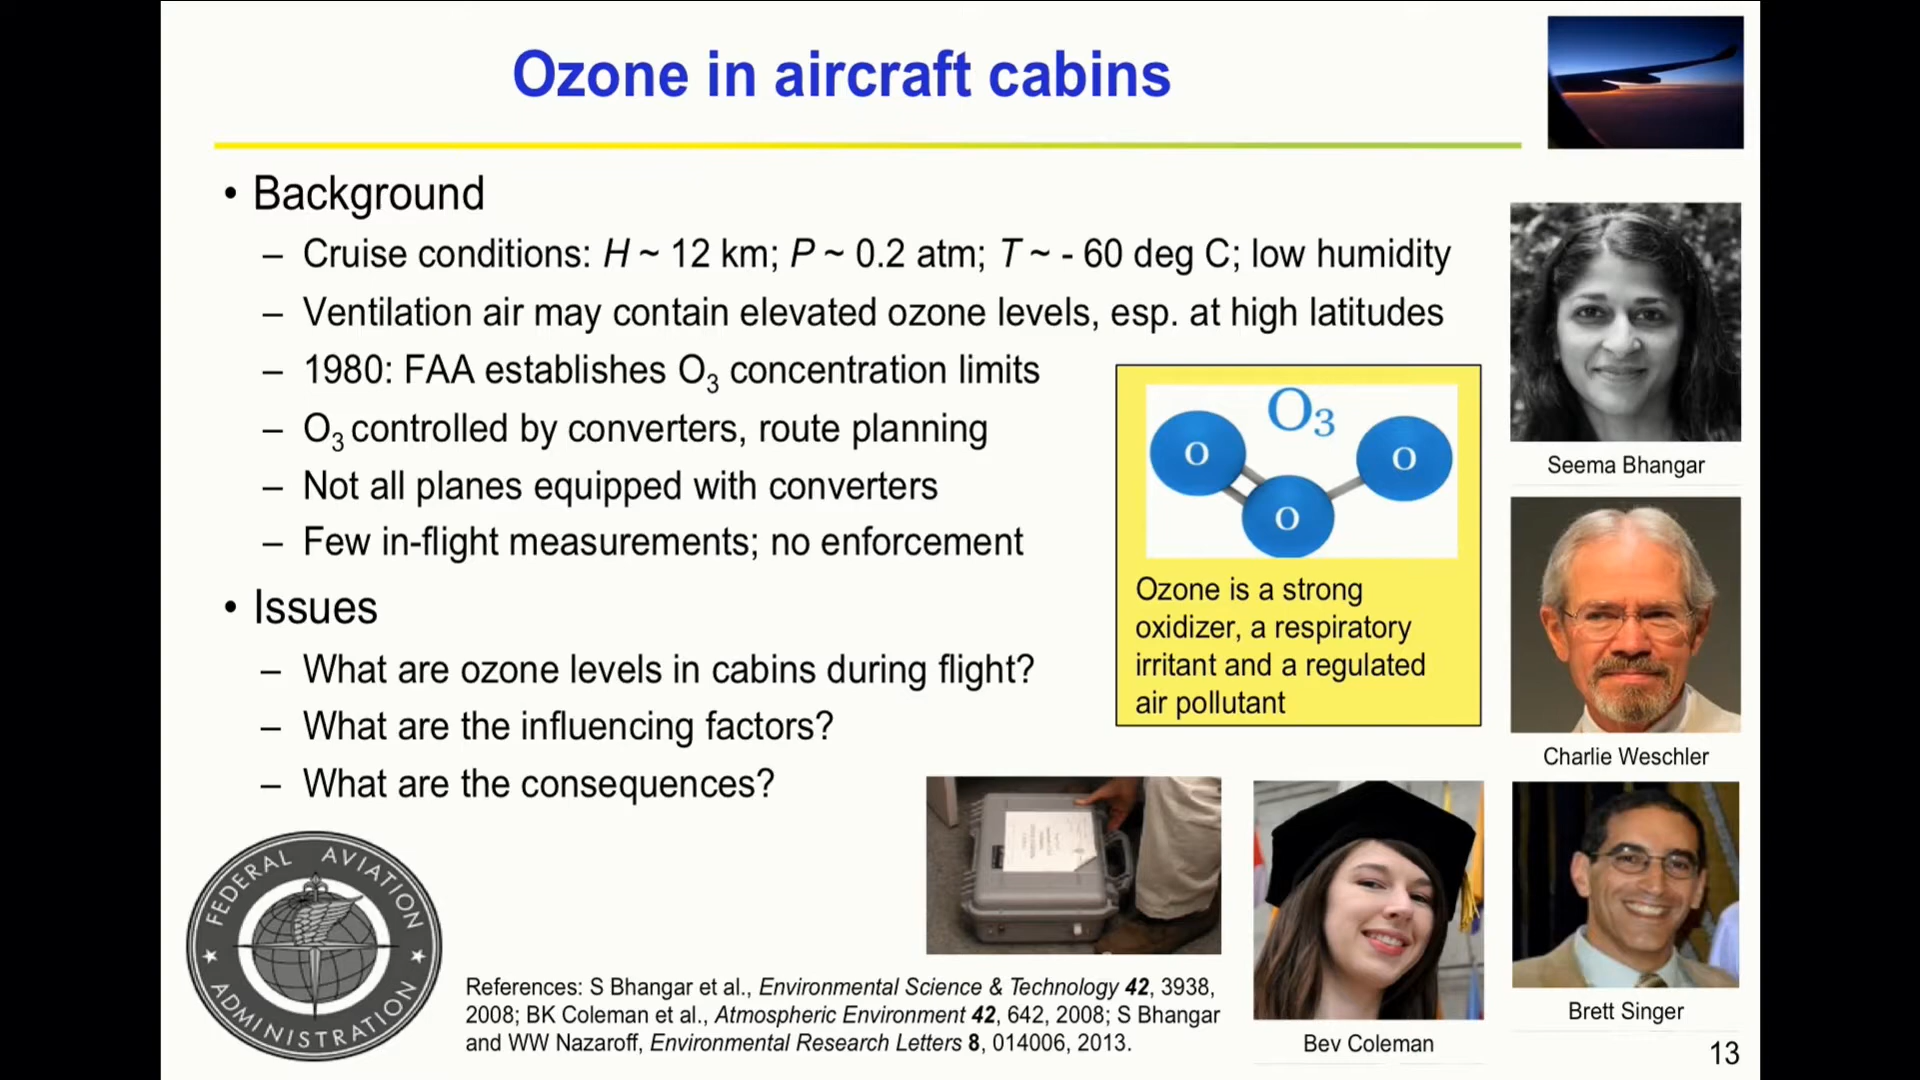 Ozone in aircraft cabins
• Background
– Cruise conditions: H ~ 12 km; P ~ 0.2 atm; T ~ - 60 deg C; low humidity
– Ventilation air may contain elevated ozone levels, esp. at high latitudes
– 1980: FAA establishes O3 concentration limits
– O3 controlled by converters, route planning
– Not all planes equipped with converters
– Few in-flight measurements; no enforcement
• Issues
– What are ozone levels in cabins during flight?
– What are the influencing factors?
– What are the consequences?
O3
O
O
O
Ozone is a strong
oxidizer, a respiratory
irritant and a regulated
air pollutant
Seema Bhangar
Charlie Weschler
Brett Singer
Bev Coleman
FEDERAL AVIATION
ADMINISTRATION
References: S Bhangar et al., Environmental Science & Technology 42, 3938,
2008; BK Coleman et al., Atmospheric Environment 42, 642, 2008; S Bhangar
and WW Nazaroff, Environmental Research Letters 8, 014006, 2013.
13